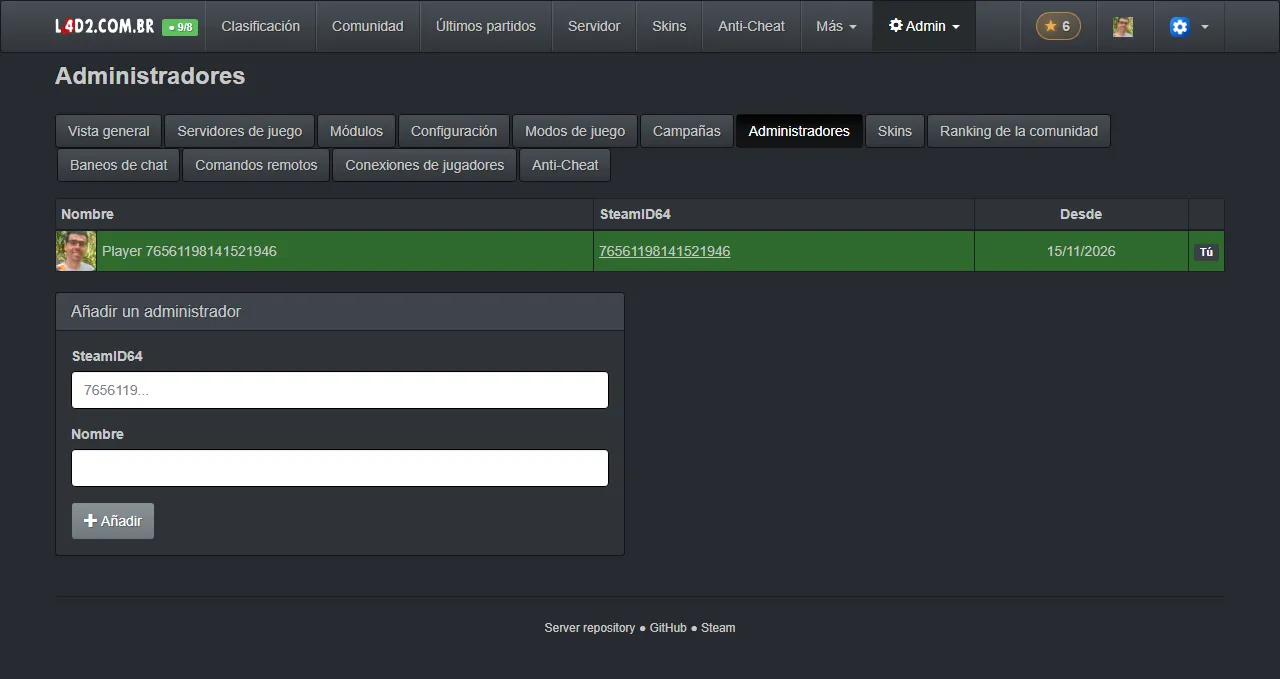 L4D2.COM.BR • 9/8 Clasificación Comunidad Últimos partidos Servidor Skins Anti-Cheat Más Admin 6
Administradores
Vista general Servidores de juego Módulos Configuración Modos de juego Campañas Administradores Skins Ranking de la comunidad
Baneos de chat Comandos remotos Conexiones de jugadores Anti-Cheat
Nombre SteamID64 Desde
Player 76561198141521946 76561198141521946 15/11/2026 Tú
Añadir un administrador
SteamID64
7656119...
Nombre
Añadir
Server repository ● GitHub ● Steam